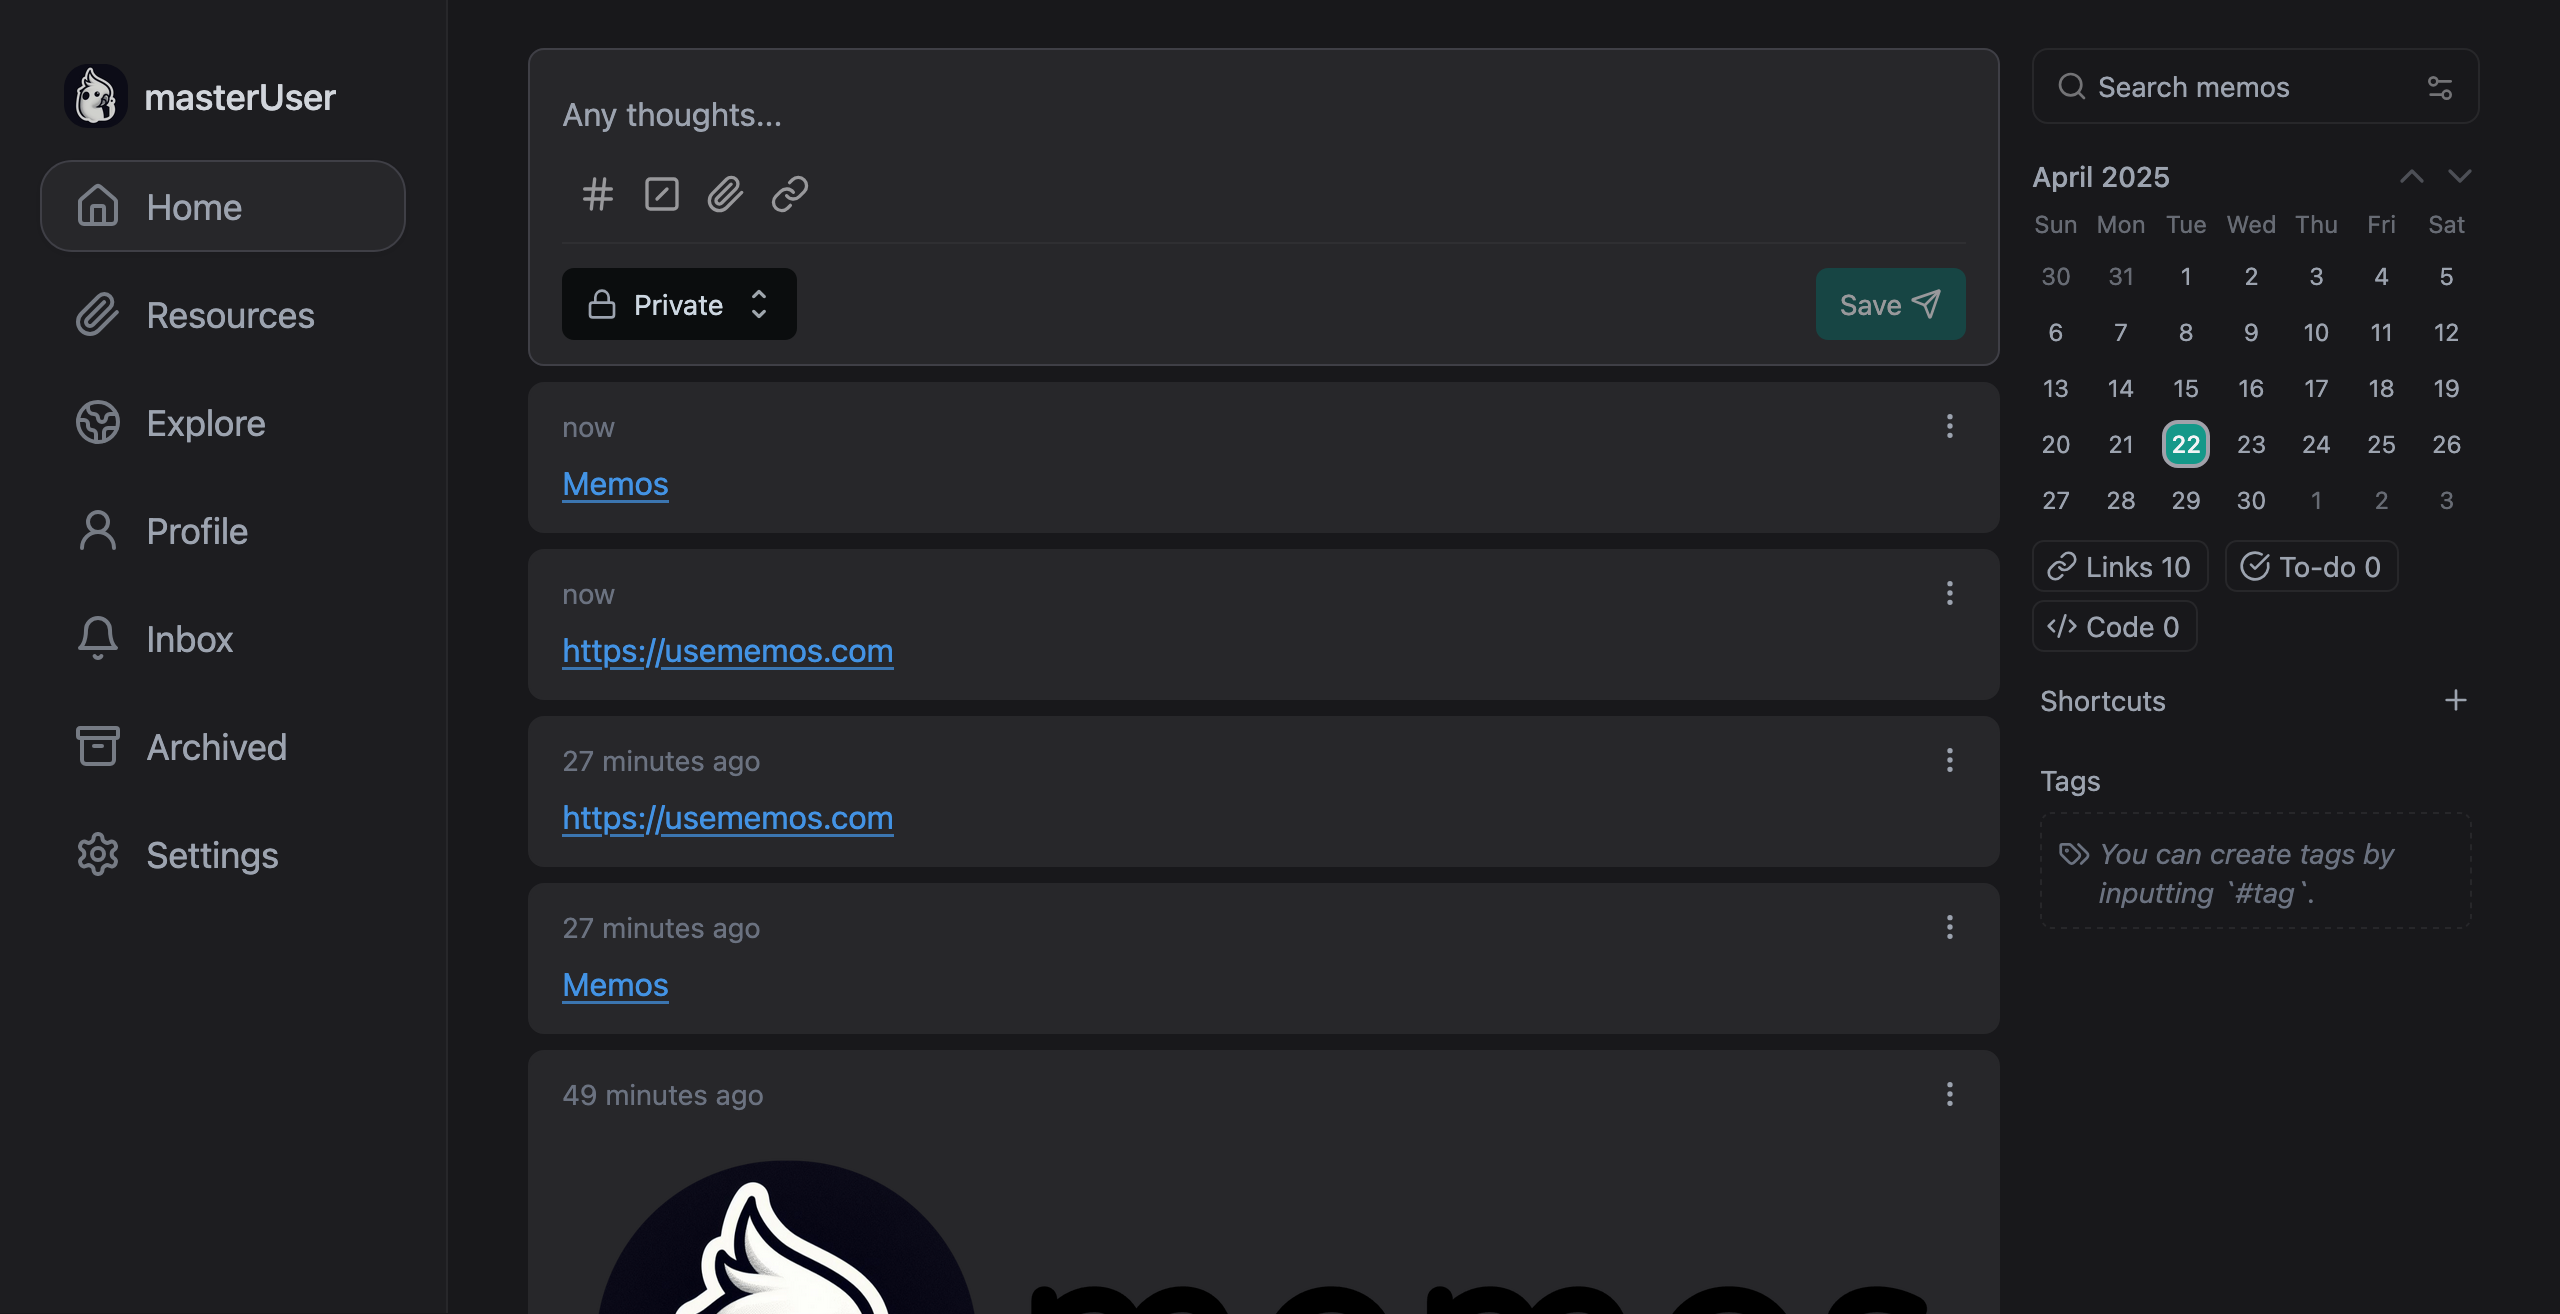 masterUser
Home
Resources
Explore
Profile
Inbox
Archived
Settings
Any thoughts...
Private
Save
now
Memos
now
https://usememos.com
27 minutes ago
https://usememos.com
27 minutes ago
Memos
49 minutes ago
memos
Search memos
April 2025
Sun Mon Tue Wed Thu Fri Sat
30 31 1 2 3 4 5
6 7 8 9 10 11 12
13 14 15 16 17 18 19
20 21 22 23 24 25 26
27 28 29 30 1 2 3
Links 10
To-do 0
Code 0
Shortcuts
Tags
You can create tags by
inputting `#tag`.